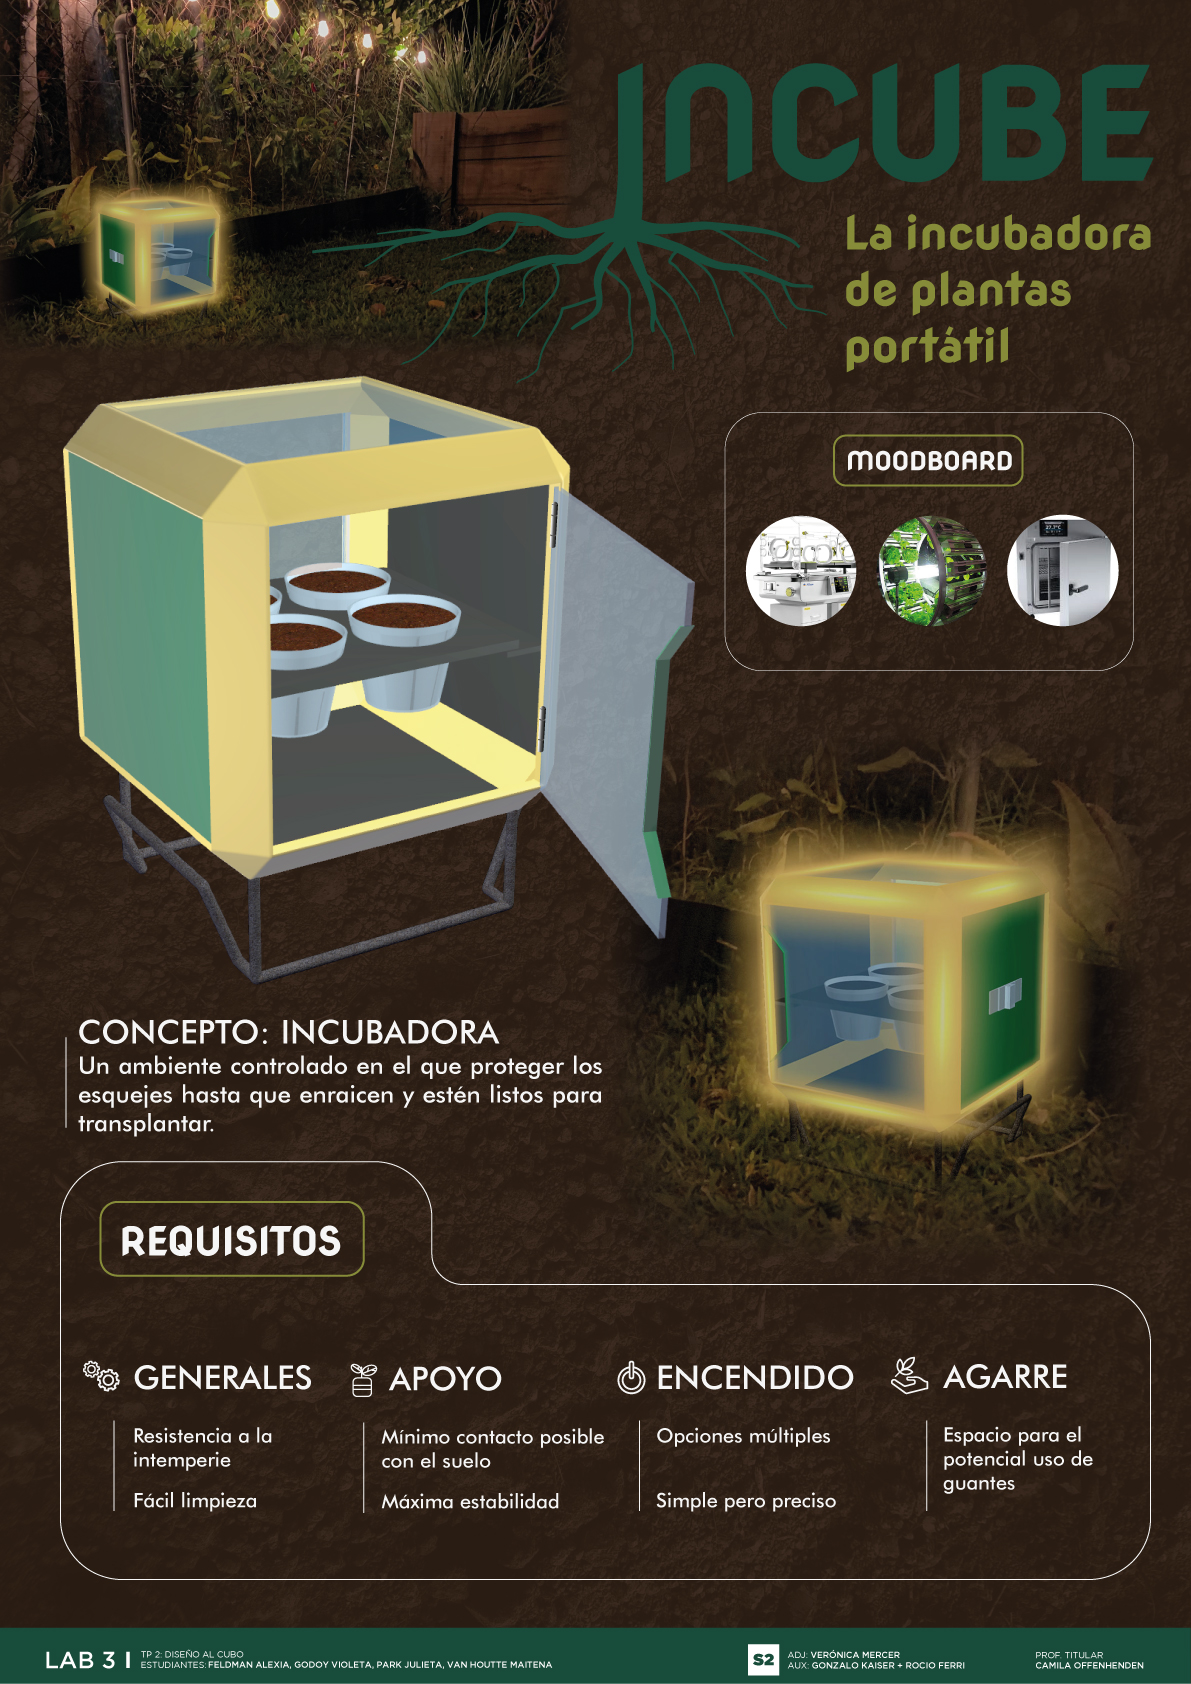 INCUBE
La incubadora
de plantas
portátil
MOODBOARD
CONCEPTO: INCUBADORA
Un ambiente controlado en el que proteger los
esquejes hasta que enraicen y estén listos para
transplantar.
REQUISITOS
GENERALES
Resistencia a la
intemperie
Fácil limpieza
APOYO
Mínimo contacto posible
con el suelo
Máxima estabilidad
ENCENDIDO
Opciones múltiples
Simple pero preciso
AGARRE
Espacio para el
potencial uso de
guantes
LAB 3 I
TP 2: DISEÑO AL CUBO
ESTUDIANTES: FELDMAN ALEXIA, GODOY VIOLETA, PARK JULIETA, VAN HOUTTE MAITENA
S2
ADJ: VERÓNICA MERCER
AUX: GONZALO KAISER + ROCIO FERRI
PROF. TITULAR
CAMILA OFFENHENDEN